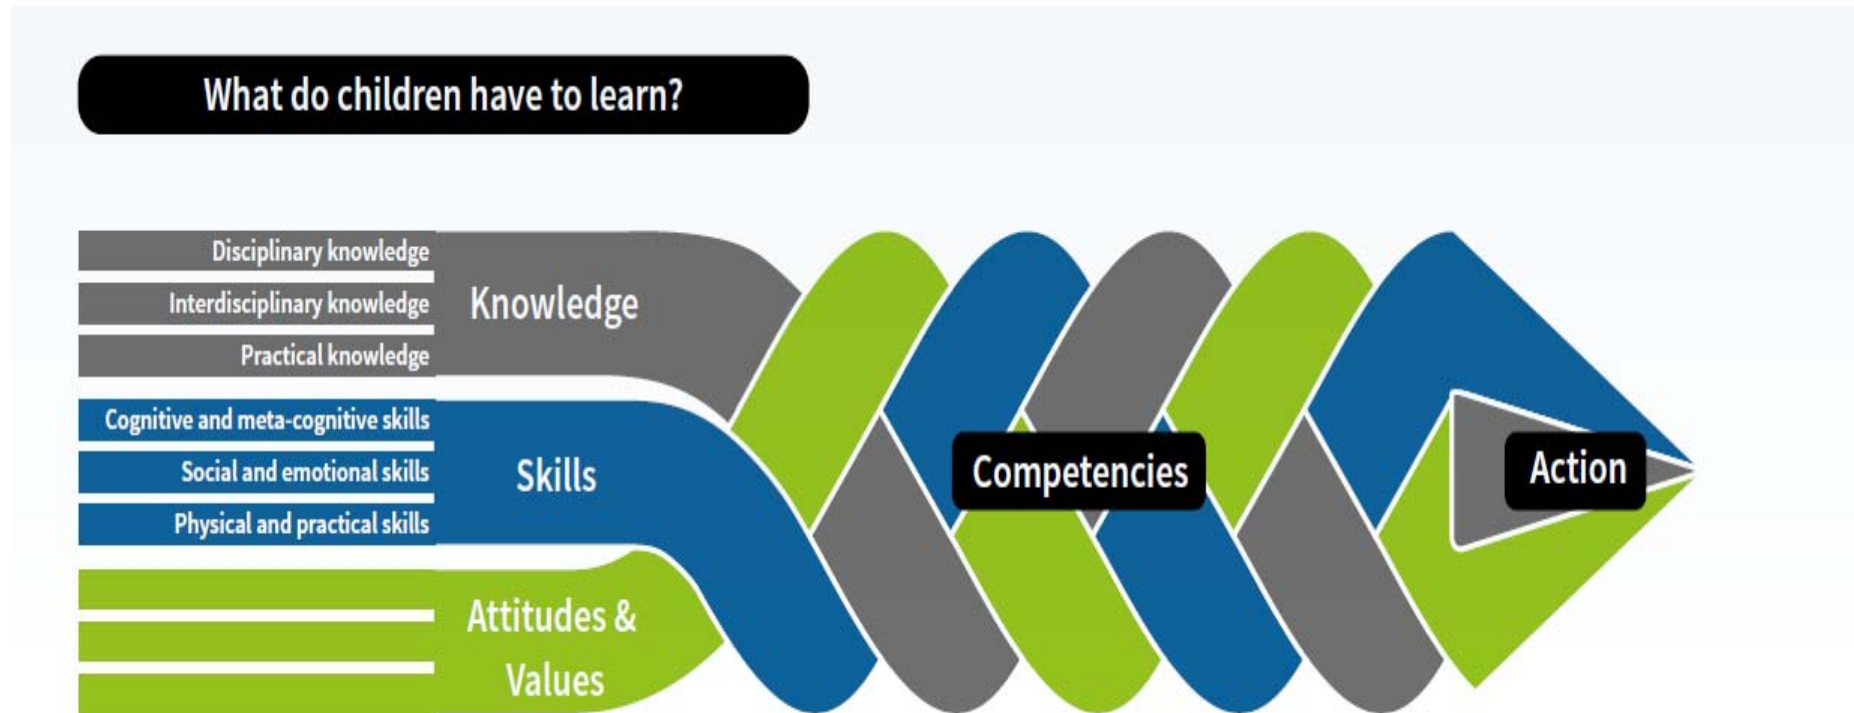 What do children have to learn?
Disciplinary knowledge
Interdisciplinary knowledge
Practical knowledge
Knowledge
Cognitive and meta-cognitive skills
Social and emotional skills
Physical and practical skills
Skills
Attitudes &
Values
Competencies
Action